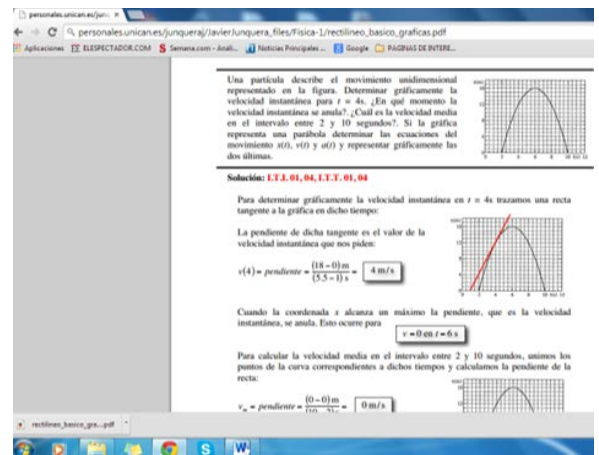 personales.unican.es/junc
personales.unican.es/junqueraj/JavierJunquera_files/Fisica-1/rectilineo_basico_graficas.pdf
Aplicaciones ELESPECTADOR.COM Semana.com - Análi... Noticias Principales ... Google PAGINAS DE INTERE...
Una partícula describe el movimiento unidimensional
representado en la figura. Determinar gráficamente la
velocidad instantánea para t = 4s. ¿En qué momento la
velocidad instantánea se anula?. ¿Cuál es la velocidad media
en el intervalo entre 2 y 10 segundos?. Si la gráfica
representa una parábola determinar las ecuaciones del
movimiento x(t), v(t) y a(t) y representar gráficamente las
dos últimas.
Solución: I.T.I. 01, 04, I.T.T. 01, 04
Para determinar gráficamente la velocidad instantánea en t = 4s trazamos una recta
tangente a la gráfica en dicho tiempo:
La pendiente de dicha tangente es el valor de la
velocidad instantánea que nos piden:
v(4) = pendiente = (18 – 0) m / (5.5 – 1) s = 4 m/s
Cuando la coordenada x alcanza un máximo la pendiente, que es la velocidad
instantánea, se anula. Esto ocurre para
v = 0 en t = 6 s
Para calcular la velocidad media en el intervalo entre 2 y 10 segundos, unimos los
puntos de la curva correspondientes a dichos tiempos y calculamos la pendiente de la
recta:
v = pendiente = (0 – 0) m = 0 m/s
rectilineo_basico_gra....pdf